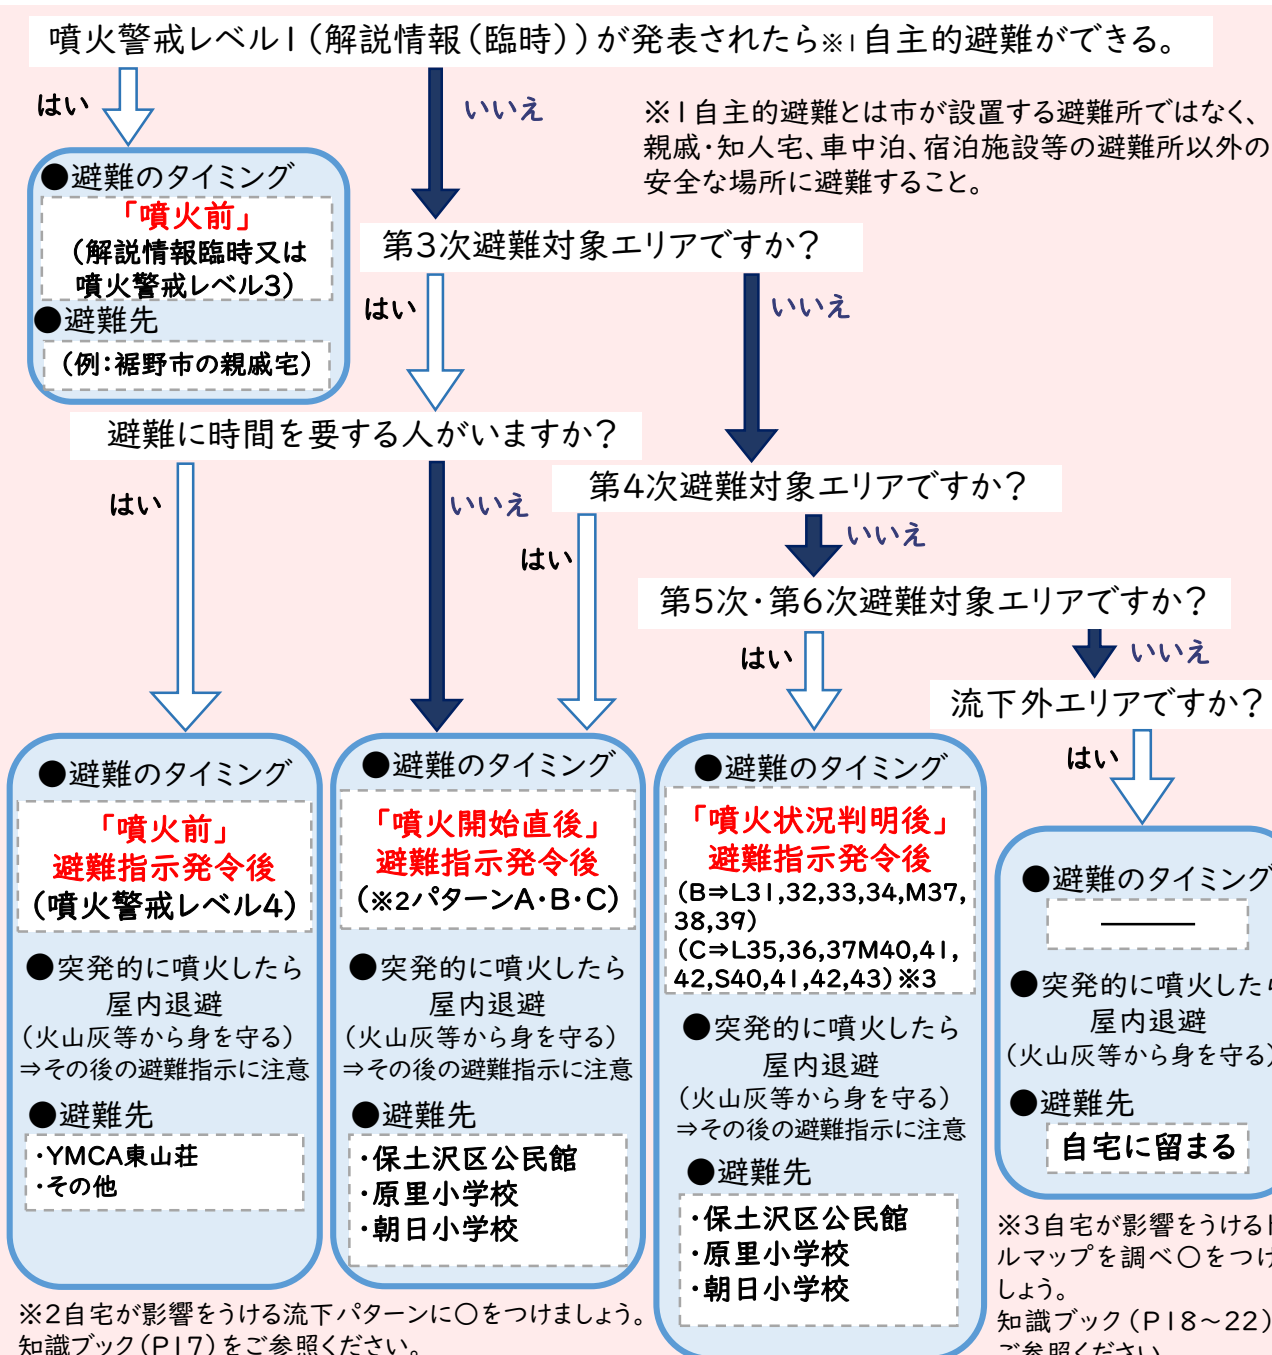 噴火警戒レベル1(解説情報(臨時))が発表されたら※1自主的避難ができる。
はい
いいえ
※1自主的避難とは市が設置する避難所ではなく、
親戚・知人宅、車中泊、宿泊施設等の避難所以外の
安全な場所に避難すること。
●避難のタイミング
「噴火前」
(解説情報臨時又は
噴火警戒レベル3)
●避難先
(例:裾野市の親戚宅)
第3次避難対象エリアですか?
はい
いいえ
避難に時間を要する人がいますか?
はい
いいえ
第4次避難対象エリアですか?
はい
いいえ
第5次・第6次避難対象エリアですか?
はい
いいえ
流下外エリアですか?
はい
●避難のタイミング
「噴火前」
避難指示発令後
(噴火警戒レベル4)
●突発的に噴火したら
屋内退避
(火山灰等から身を守る)
⇒その後の避難指示に注意
●避難先
・YMCA東山荘
・その他
●避難のタイミング
「噴火開始直後」
避難指示発令後
(※2パターンA・B・C)
●突発的に噴火したら
屋内退避
(火山灰等から身を守る)
⇒その後の避難指示に注意
●避難先
・保土沢区公民館
・原里小学校
・朝日小学校
●避難のタイミング
「噴火状況判明後」
避難指示発令後
(B⇒L31,32,33,34,M37,
38,39)
(C⇒L35,36,37M40,41,
42,S40,41,42,43)※3
●突発的に噴火したら
屋内退避
(火山灰等から身を守る)
⇒その後の避難指示に注意
●避難先
・保土沢区公民館
・原里小学校
・朝日小学校
●避難のタイミング
―――
●突発的に噴火したら
屋内退避
(火山灰等から身を守る)
●避難先
自宅に留まる
※2自宅が影響をうける流下パターンに○をつけましょう。
知識ブック(P17)をご参照ください。
※3自宅が影響をうける
ルマップを調べ○をつけ
しょう。
知識ブック(P18~22)
ご参照ください